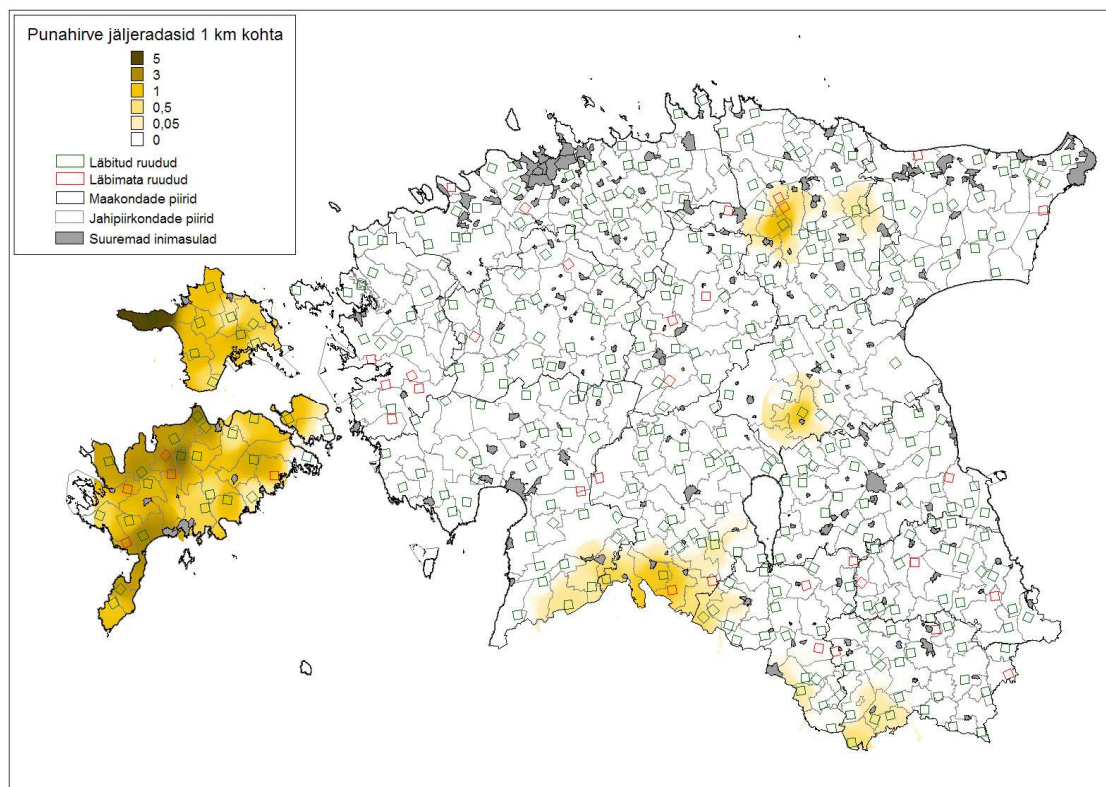 Punahirve jäljeradasid 1 km kohta
5
3
1
0,5
0,05
0
Läbitud ruudud
Läbimata ruudud
Maakondade piirid
Jahipiirkondade piirid
Suuremad inimasulad